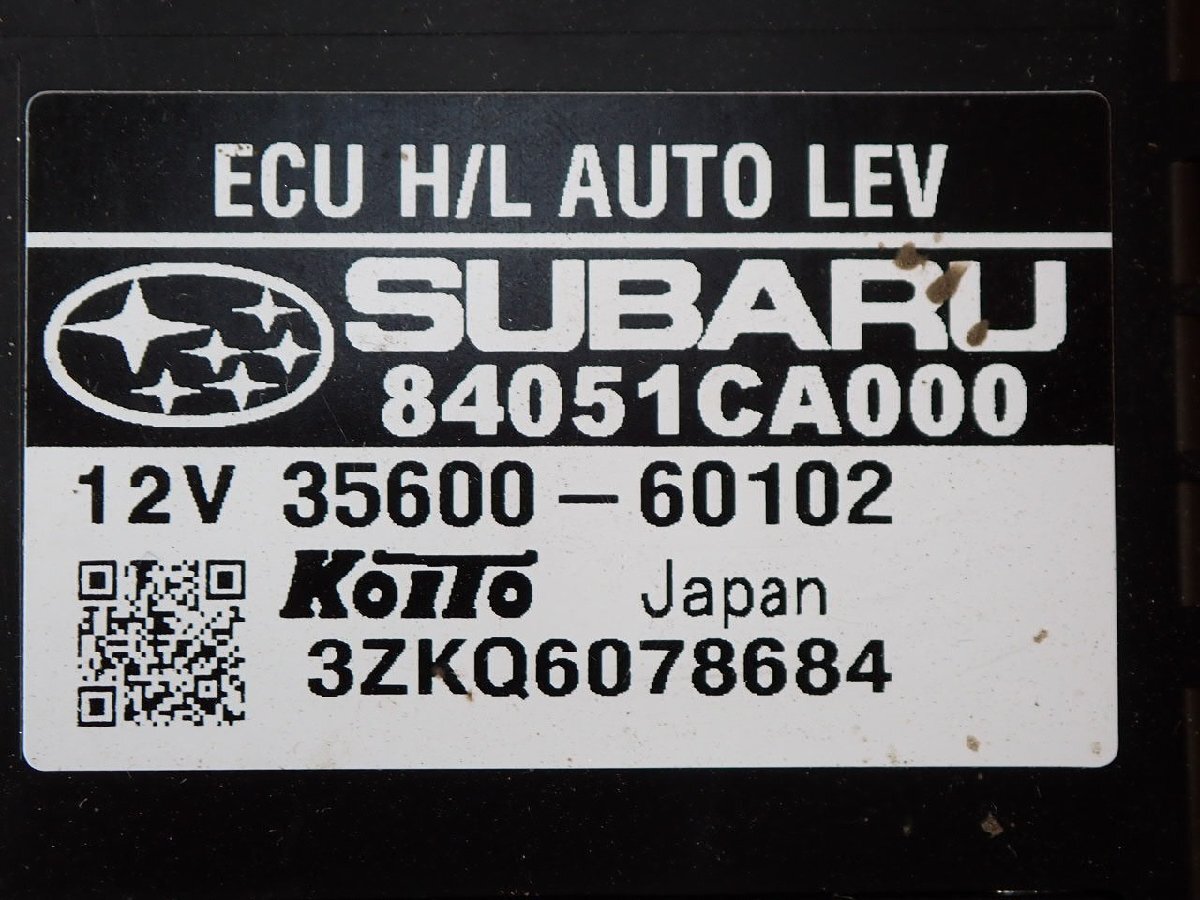 ECU H/L AUTO LEV
SUBARU
84051CA000
12V 35600-60102
KoITo Japan
3ZKQ6078684